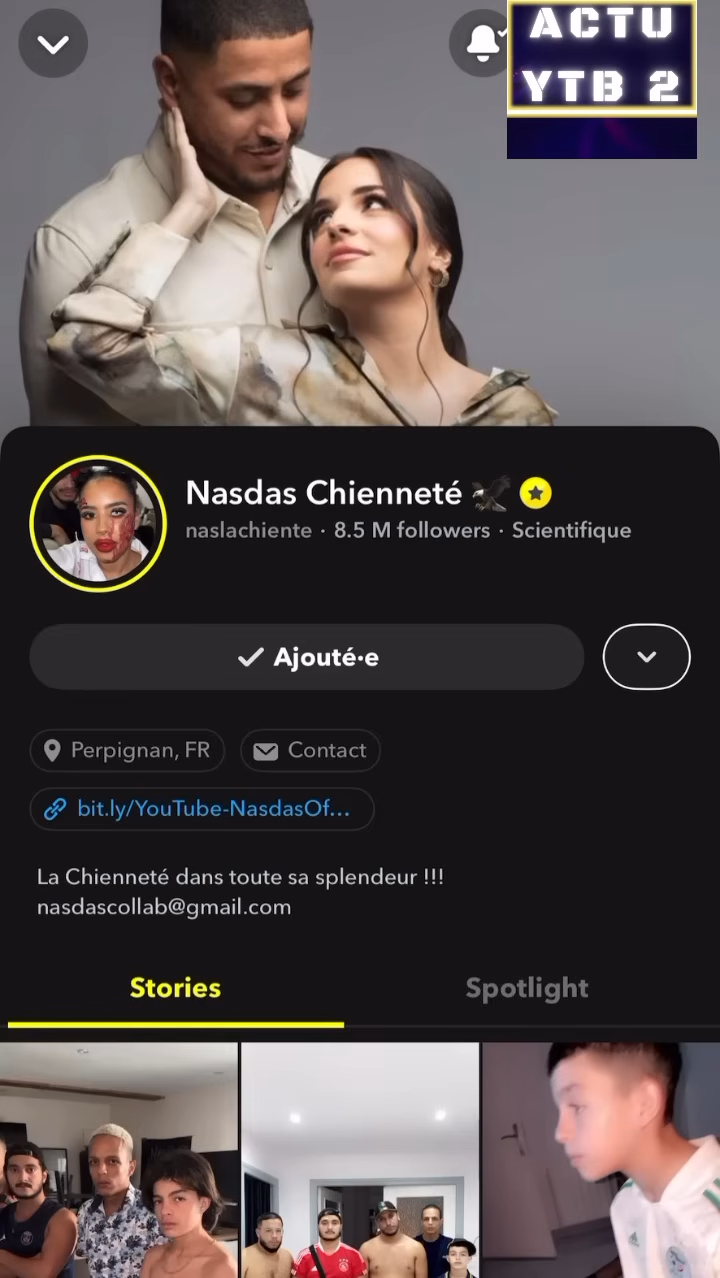 ACTU
YTB 2
Nasdas Chienneté
naslachiente · 8.5 M followers · Scientifique
Ajouté·e
Perpignan, FR
Contact
bit.ly/YouTube-NasdasOf...
La Chienneté dans toute sa splendeur !!!
nasdascollab@gmail.com
Stories
Spotlight